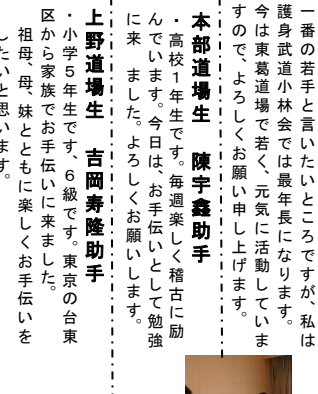 一番の若手と言いたいところですが、私は
護身武道小林会では最年長になります。
今は東葛道場で若く、元気に活動していま
すので、よろしくお願い申し上げます。
本部道場生　陳宇鑫助手
・高校１年生です。毎週楽しく稽古に励
んでいます。今日は、お手伝いとして勉強
に来　ました。よろしくお願いします。
上野道場生　吉岡寿隆助手
・小学５年生です、６級です。東京の台東
区から家族でお手伝いに来ました。
祖母、母、妹とともに楽しくお手伝いを
したいと思います。